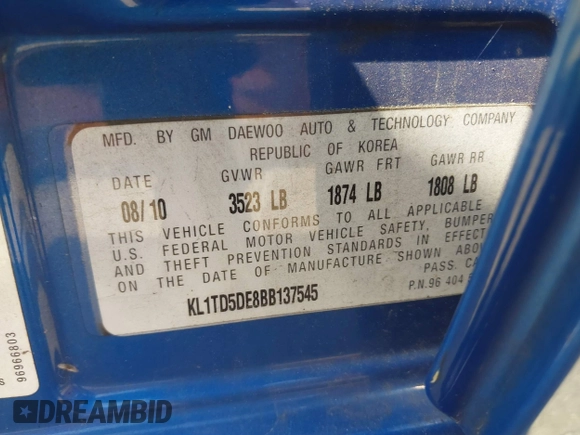 MFD. BY GM DAEWOO AUTO & TECHNOLOGY COMPANY
REPUBLIC OF KOREA
DATE GVWR GAWR FRT GAWR RR
08/10 3523 LB 1874 LB 1808 LB
THIS VEHICLE CONFORMS TO ALL APPLICABLE
U.S. FEDERAL MOTOR VEHICLE SAFETY, BUMPER
AND THEFT PREVENTION STANDARDS IN EFFECT
ON THE DATE OF MANUFACTURE SHOWN ABOVE
PASS. CA
KL1TD5DE8BB137545
P.N.96 404
96966803
DREAMBID